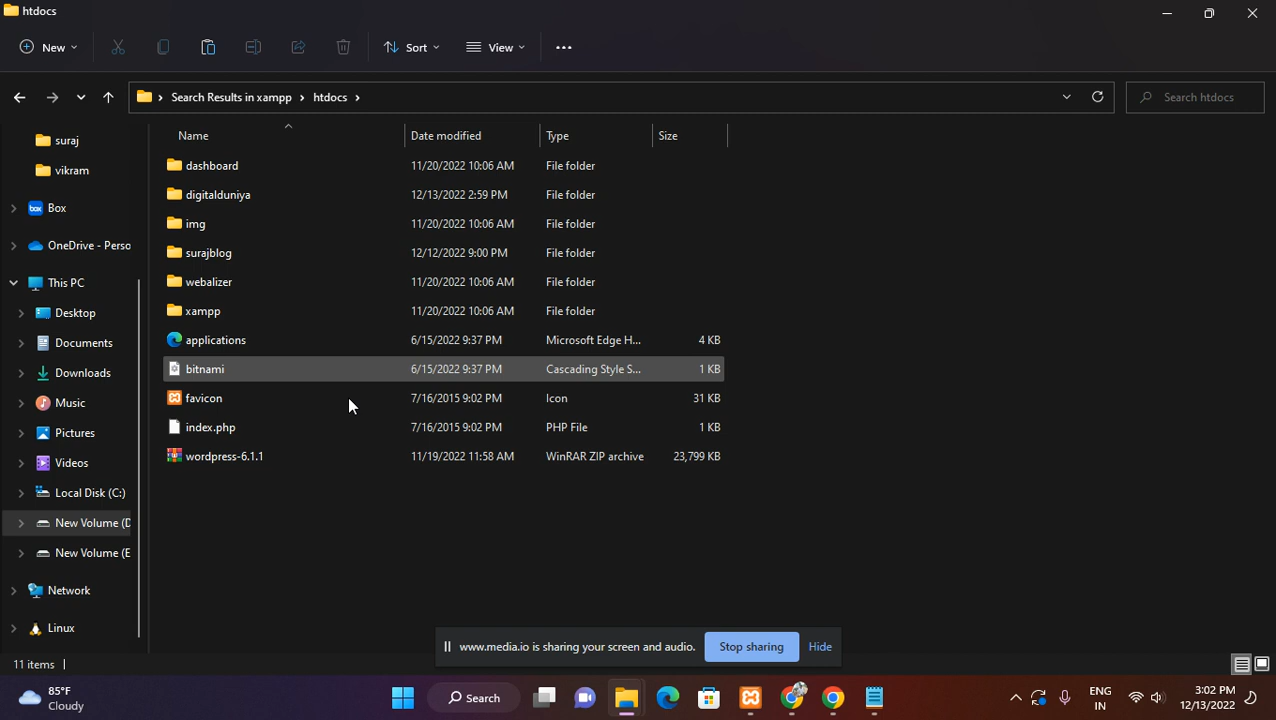 htdocs
New
Sort
View
Search Results in xampp
htdocs
Search htdocs
suraj
vikram
Box
OneDrive - Perso
This PC
Desktop
Documents
Downloads
Music
Pictures
Videos
Local Disk (C:)
New Volume (D
New Volume (E
Network
Linux
Name Date modified Type Size
dashboard 11/20/2022 10:06 AM File folder
digitalduniya 12/13/2022 2:59 PM File folder
img 11/20/2022 10:06 AM File folder
surajblog 12/12/2022 9:00 PM File folder
webalizer 11/20/2022 10:06 AM File folder
xampp 11/20/2022 10:06 AM File folder
applications 6/15/2022 9:37 PM Microsoft Edge H... 4 KB
bitnami 6/15/2022 9:37 PM Cascading Style S... 1 KB
favicon 7/16/2015 9:02 PM Icon 31 KB
index.php 7/16/2015 9:02 PM PHP File 1 KB
wordpress-6.1.1 11/19/2022 11:58 AM WinRAR ZIP archive 23,799 KB
www.media.io is sharing your screen and audio. Stop sharing Hide
11 items
85°F
Cloudy
Search
ENG
IN
3:02 PM
12/13/2022